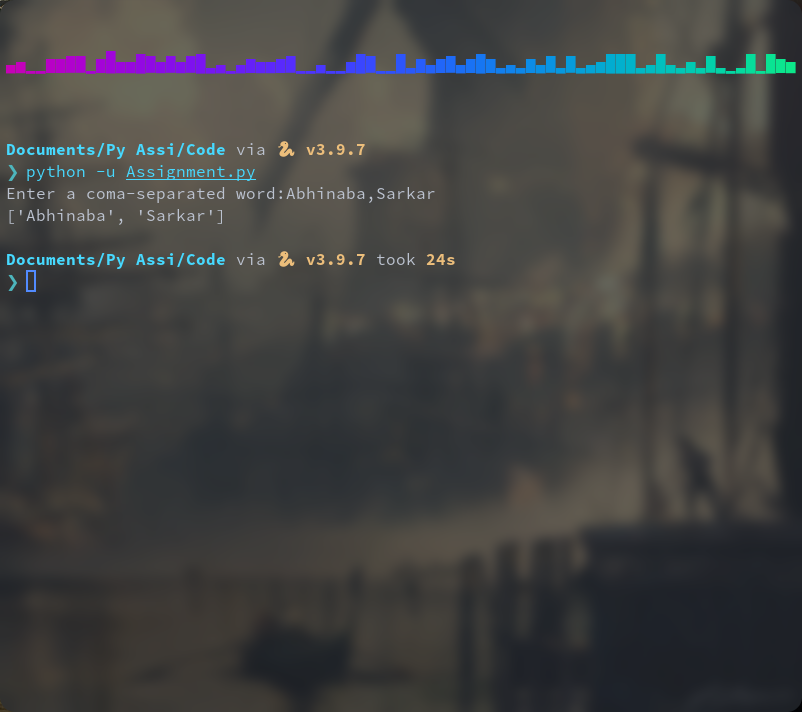 Documents/Py Assi/Code via 🐍 v3.9.7
❯ python -u Assignment.py
Enter a coma-separated word:Abhinaba,Sarkar
['Abhinaba', 'Sarkar']
Documents/Py Assi/Code via 🐍 v3.9.7 took 24s
❯